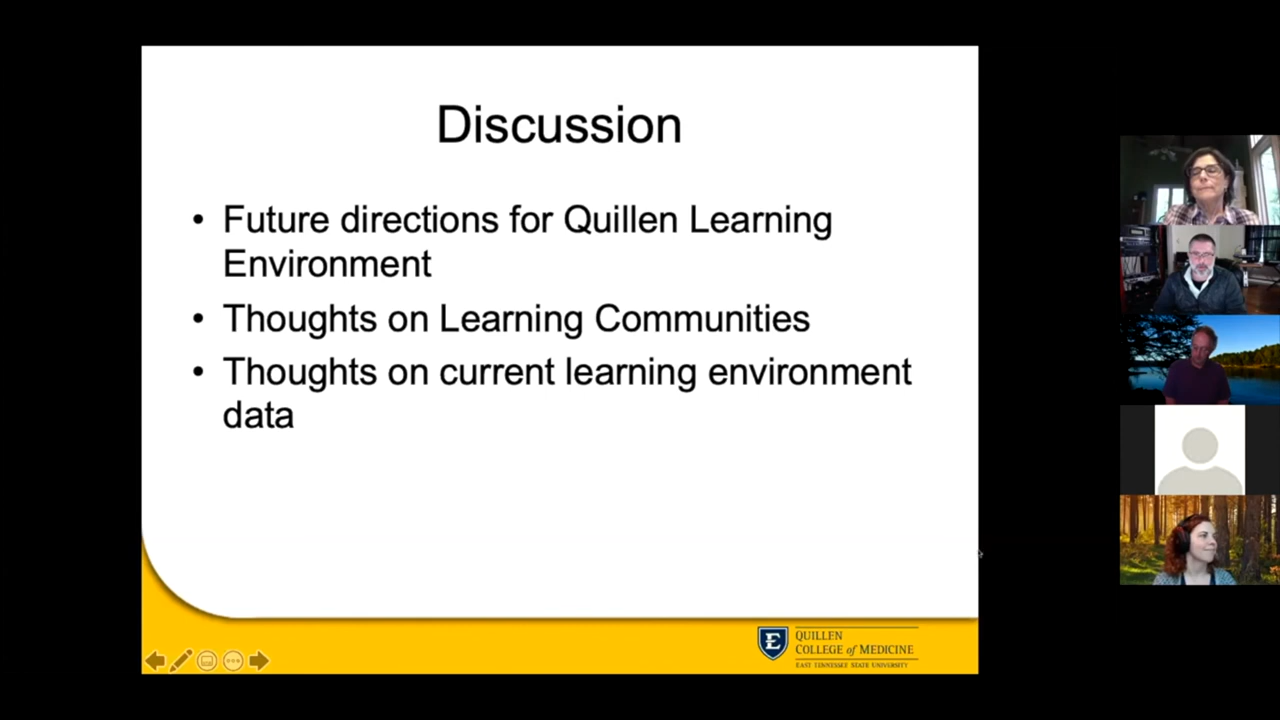 Discussion
• Future directions for Quillen Learning
Environment
• Thoughts on Learning Communities
• Thoughts on current learning environment
data
E
QUILLEN
COLLEGE of MEDICINE
EAST TENNESSEE STATE UNIVERSITY